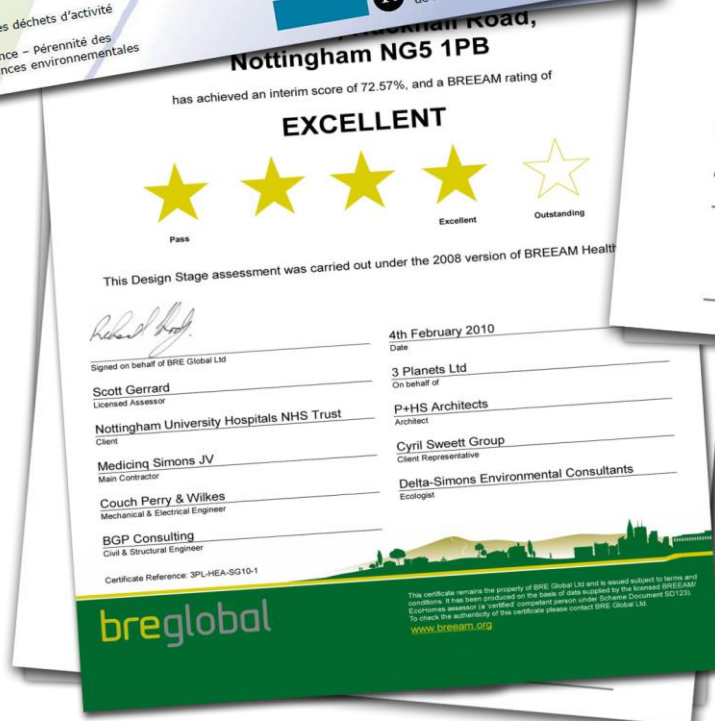 es déchets d'activité
nce – Pérennité des
nces environnementales
Road,
Nottingham NG5 1PB
has achieved an interim score of 72.57%, and a BREEAM rating of
EXCELLENT
Pass
Excellent
Outstanding
This Design Stage assessment was carried out under the 2008 version of BREEAM Health
Signed on behalf of BRE Global Ltd
4th February 2010
Date
Scott Gerrard
Licensed Assessor
3 Planets Ltd
On behalf of
Nottingham University Hospitals NHS Trust
Client
P+HS Architects
Architect
Medicinq Simons JV
Main Contractor
Cyril Sweett Group
Client Representative
Couch Perry & Wilkes
Mechanical & Electrical Engineer
Delta-Simons Environmental Consultants
Ecologist
BGP Consulting
Civil & Structural Engineer
Certificate Reference: 3PL-HEA-SG10-1
breglobal
This certificate remains the property of BRE Global Ltd and is issued subject to terms and
conditions. It has been produced on the basis of data supplied by the licensed BREEAM/
EcoHomes assessor (a 'certified' competent person under Scheme Document SD123).
To check the authenticity of this certificate please contact BRE Global Ltd.
www.breeam.org